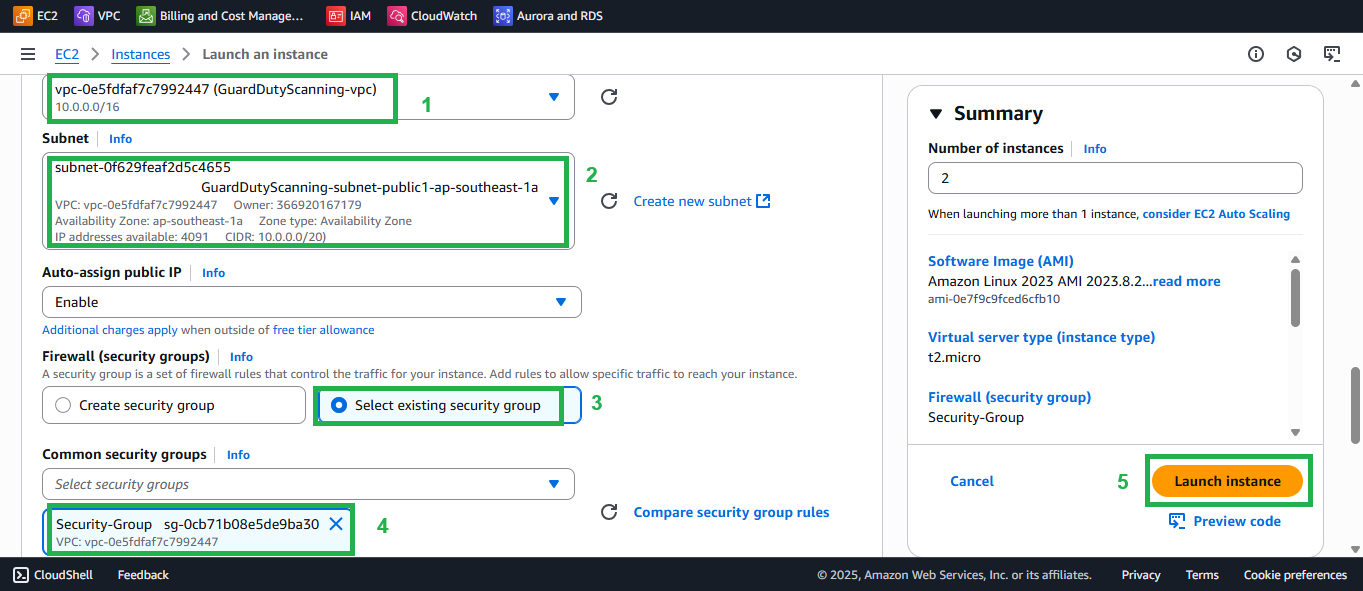 EC2 VPC Billing and Cost Manage... IAM CloudWatch Aurora and RDS
EC2 > Instances > Launch an instance
vpc-0e5fdfaf7c7992447 (GuardDutyScanning-vpc)
10.0.0.0/16
1
Subnet Info
subnet-0f629feaf2d5c4655
GuardDutyScanning-subnet-public1-ap-southeast-1a
VPC: vpc-0e5fdfaf7c7992447 Owner: 366920167179
Availability Zone: ap-southeast-1a Zone type: Availability Zone
IP addresses available: 4091 CIDR: 10.0.0.0/20)
2
Create new subnet
Auto-assign public IP Info
Enable
Additional charges apply when outside of free tier allowance
Firewall (security groups) Info
A security group is a set of firewall rules that control the traffic for your instance. Add rules to allow specific traffic to reach your instance.
Create security group
Select existing security group
3
Common security groups Info
Select security groups
Security-Group sg-0cb71b08e5de9ba30
VPC: vpc-0e5fdfaf7c7992447
4
Compare security group rules
Summary
Number of instances Info
2
When launching more than 1 instance, consider EC2 Auto Scaling
Software Image (AMI)
Amazon Linux 2023 AMI 2023.8.2...read more
ami-0e7f9c9fced6cfb10
Virtual server type (instance type)
t2.micro
Firewall (security group)
Security-Group
Cancel
5
Launch instance
Preview code
CloudShell Feedback © 2025, Amazon Web Services, Inc. or its affiliates. Privacy Terms Cookie preferences